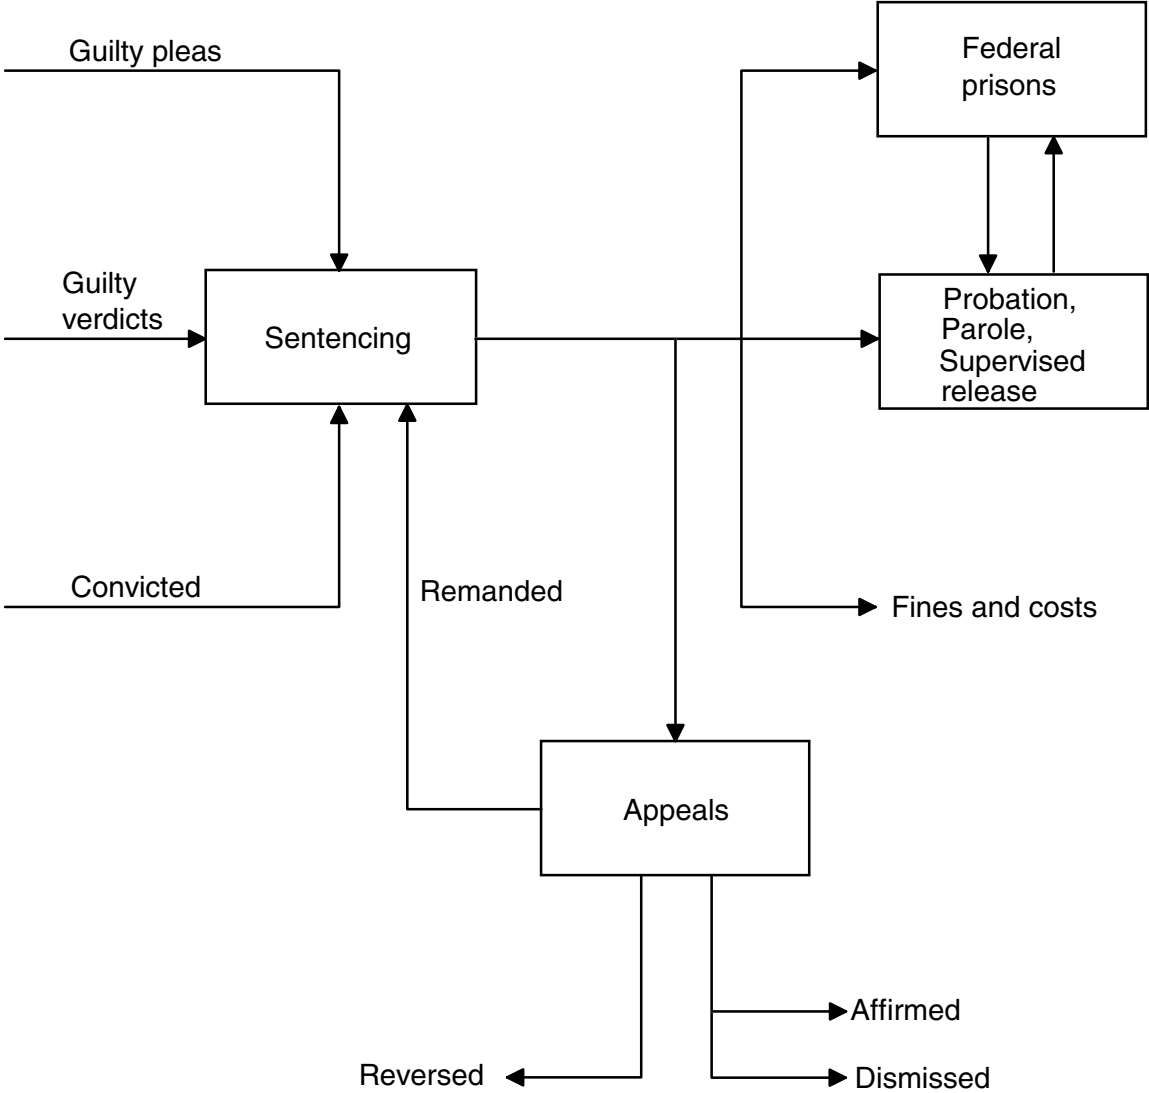 Guilty pleas
Federal
prisons
Guilty
verdicts
Sentencing
Probation,
Parole,
Supervised
release
Convicted
Remanded
Fines and costs
Appeals
Affirmed
Reversed
Dismissed